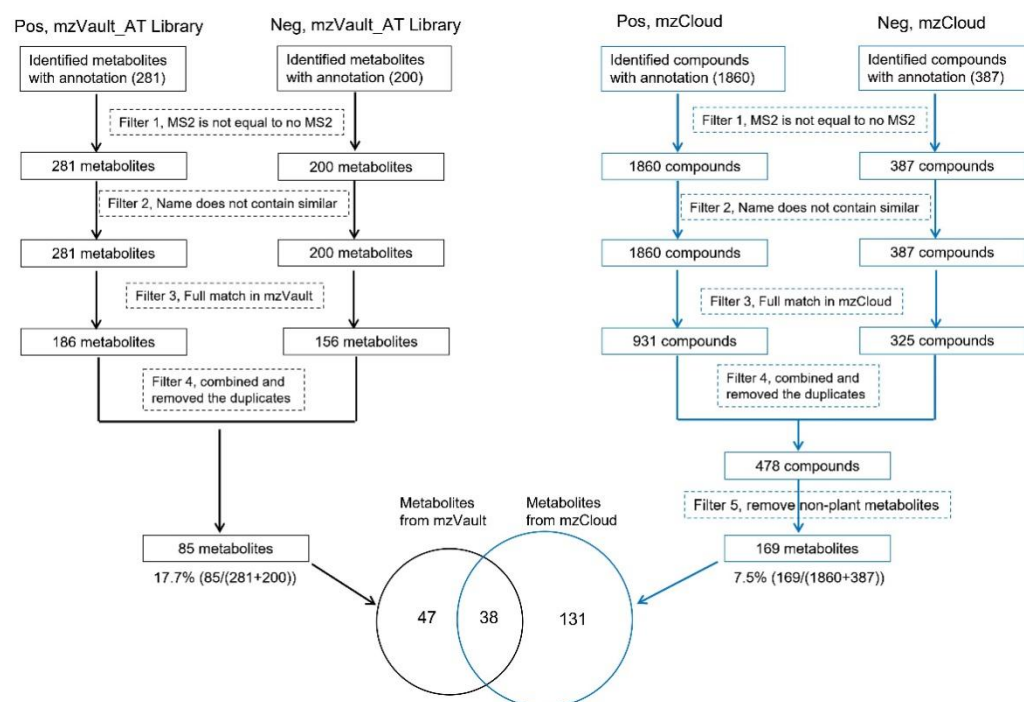 Pos, mzVault_AT Library
Neg, mzVault_AT Library
Identified metabolites
with annotation (281)
Identified metabolites
with annotation (200)
Filter 1, MS2 is not equal to no MS2
281 metabolites
200 metabolites
Filter 2, Name does not contain similar
281 metabolites
200 metabolites
Filter 3, Full match in mzVault
186 metabolites
156 metabolites
Filter 4, combined and
removed the duplicates
85 metabolites
17.7% (85/(281+200))
Pos, mzCloud
Neg, mzCloud
Identified compounds
with annotation (1860)
Identified compounds
with annotation (387)
Filter 1, MS2 is not equal to no MS2
1860 compounds
387 compounds
Filter 2, Name does not contain similar
1860 compounds
387 compounds
Filter 3, Full match in mzCloud
931 compounds
325 compounds
Filter 4, combined and
removed the duplicates
478 compounds
Filter 5, remove non-plant metabolites
169 metabolites
7.5% (169/(1860+387))
Metabolites
from mzVault
Metabolites
from mzCloud
47
38
131